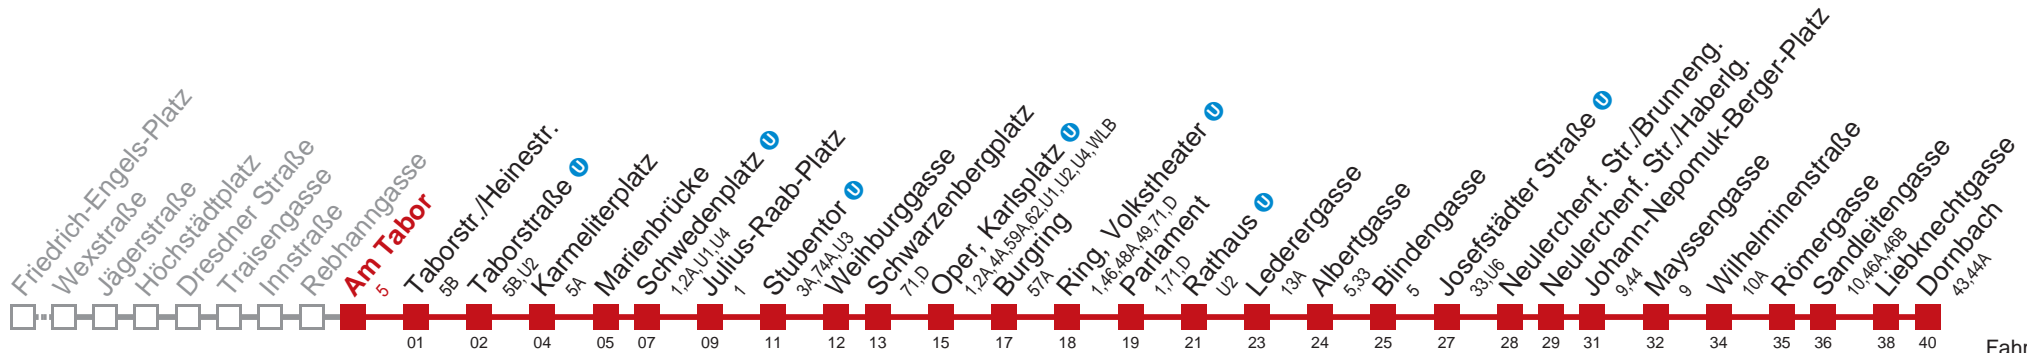 Friedrich-Engels-Platz
Wexstraße
Jägerstraße
Höchstädtplatz
Dresdner Straße
Traisengasse
Innstraße
Rebhanngasse
Am Tabor
5
Taborstr./Heinestr.
5B
Taborstraße U
5B,U2
Karmeliterplatz
5A
Marienbrücke
Schwedenplatz U
1,2A,U1,U4
Julius-Raab-Platz
1
Stubentor U
3A,74A,U3
Weihburggasse
Schwarzenbergplatz
71,D
Oper, Karlsplatz U
1,2A,4A,59A,62,U1,U2,U4,WLB
Burgring
57A
Ring, Volkstheater U
1,46,48A,49,71,D
Parlament
1,71,D
Rathaus U
U2
Lederergasse
13A
Albertgasse
5,33
Blindengasse
5
Josefstädter Straße U
33,U6
Neulerchenf. Str./Brunneng.
Neulerchenf. Str./Haberlg.
Johann-Nepomuk-Berger-Platz
9,44
Mayssengasse
9
Wilhelminenstraße
10A
Römergasse
Sandleitengasse
10,46A,46B
Liebknechtgasse
Dornbach
43,44A
01 02 04 05 07 09 11 12 13 15 17 18 19 21 23 24 25 27 28 29 31 32 34 35 36 38 40
Fahr